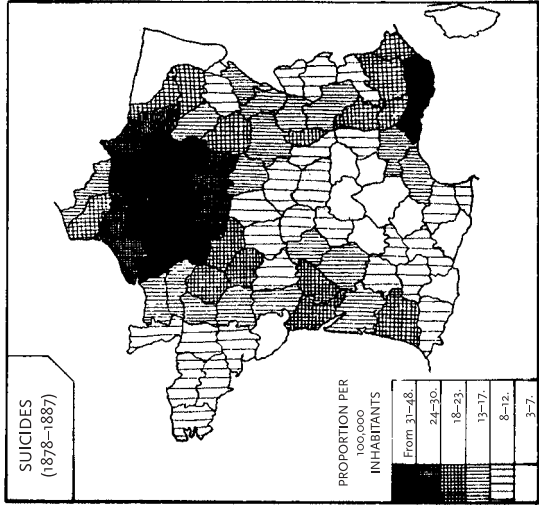 SUICIDES
(1878–1887)
PROPORTION PER
100,000
INHABITANTS
From 31–48.
24–30.
18–23.
13–17.
8–12.
3–7.